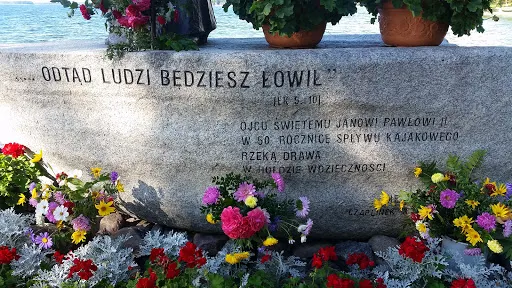 "... ODTĄD LUDZI BĘDZIESZ ŁOWIŁ"
(ŁK 5, 10)
OJCU ŚWIĘTEMU JANOWI PAWŁOWI II
W 50 ROCZNICĘ SPŁYWU KAJAKOWEGO
RZEKĄ DRAWĄ
W HOŁDZIE WDZIĘCZNOŚCI
CZAPLINEK